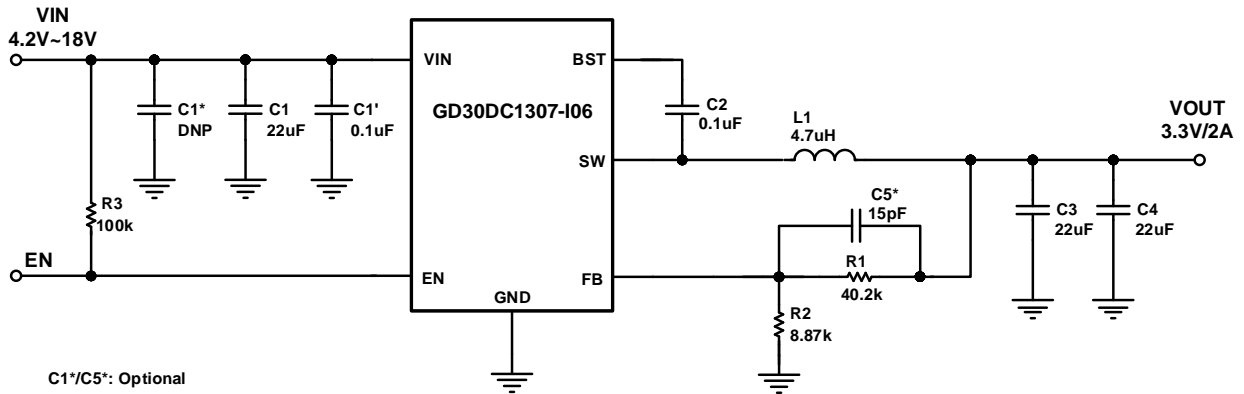 VIN
4.2V~18V
VIN
BST
C1*
DNP
C1
22uF
C1'
0.1uF
GD30DC1307-I06
C2
0.1uF
L1
4.7uH
VOUT
3.3V/2A
SW
R3
100k
C5*
15pF
C3
22uF
C4
22uF
EN
EN
FB
R1
40.2k
GND
R2
8.87k
C1*/C5*: Optional